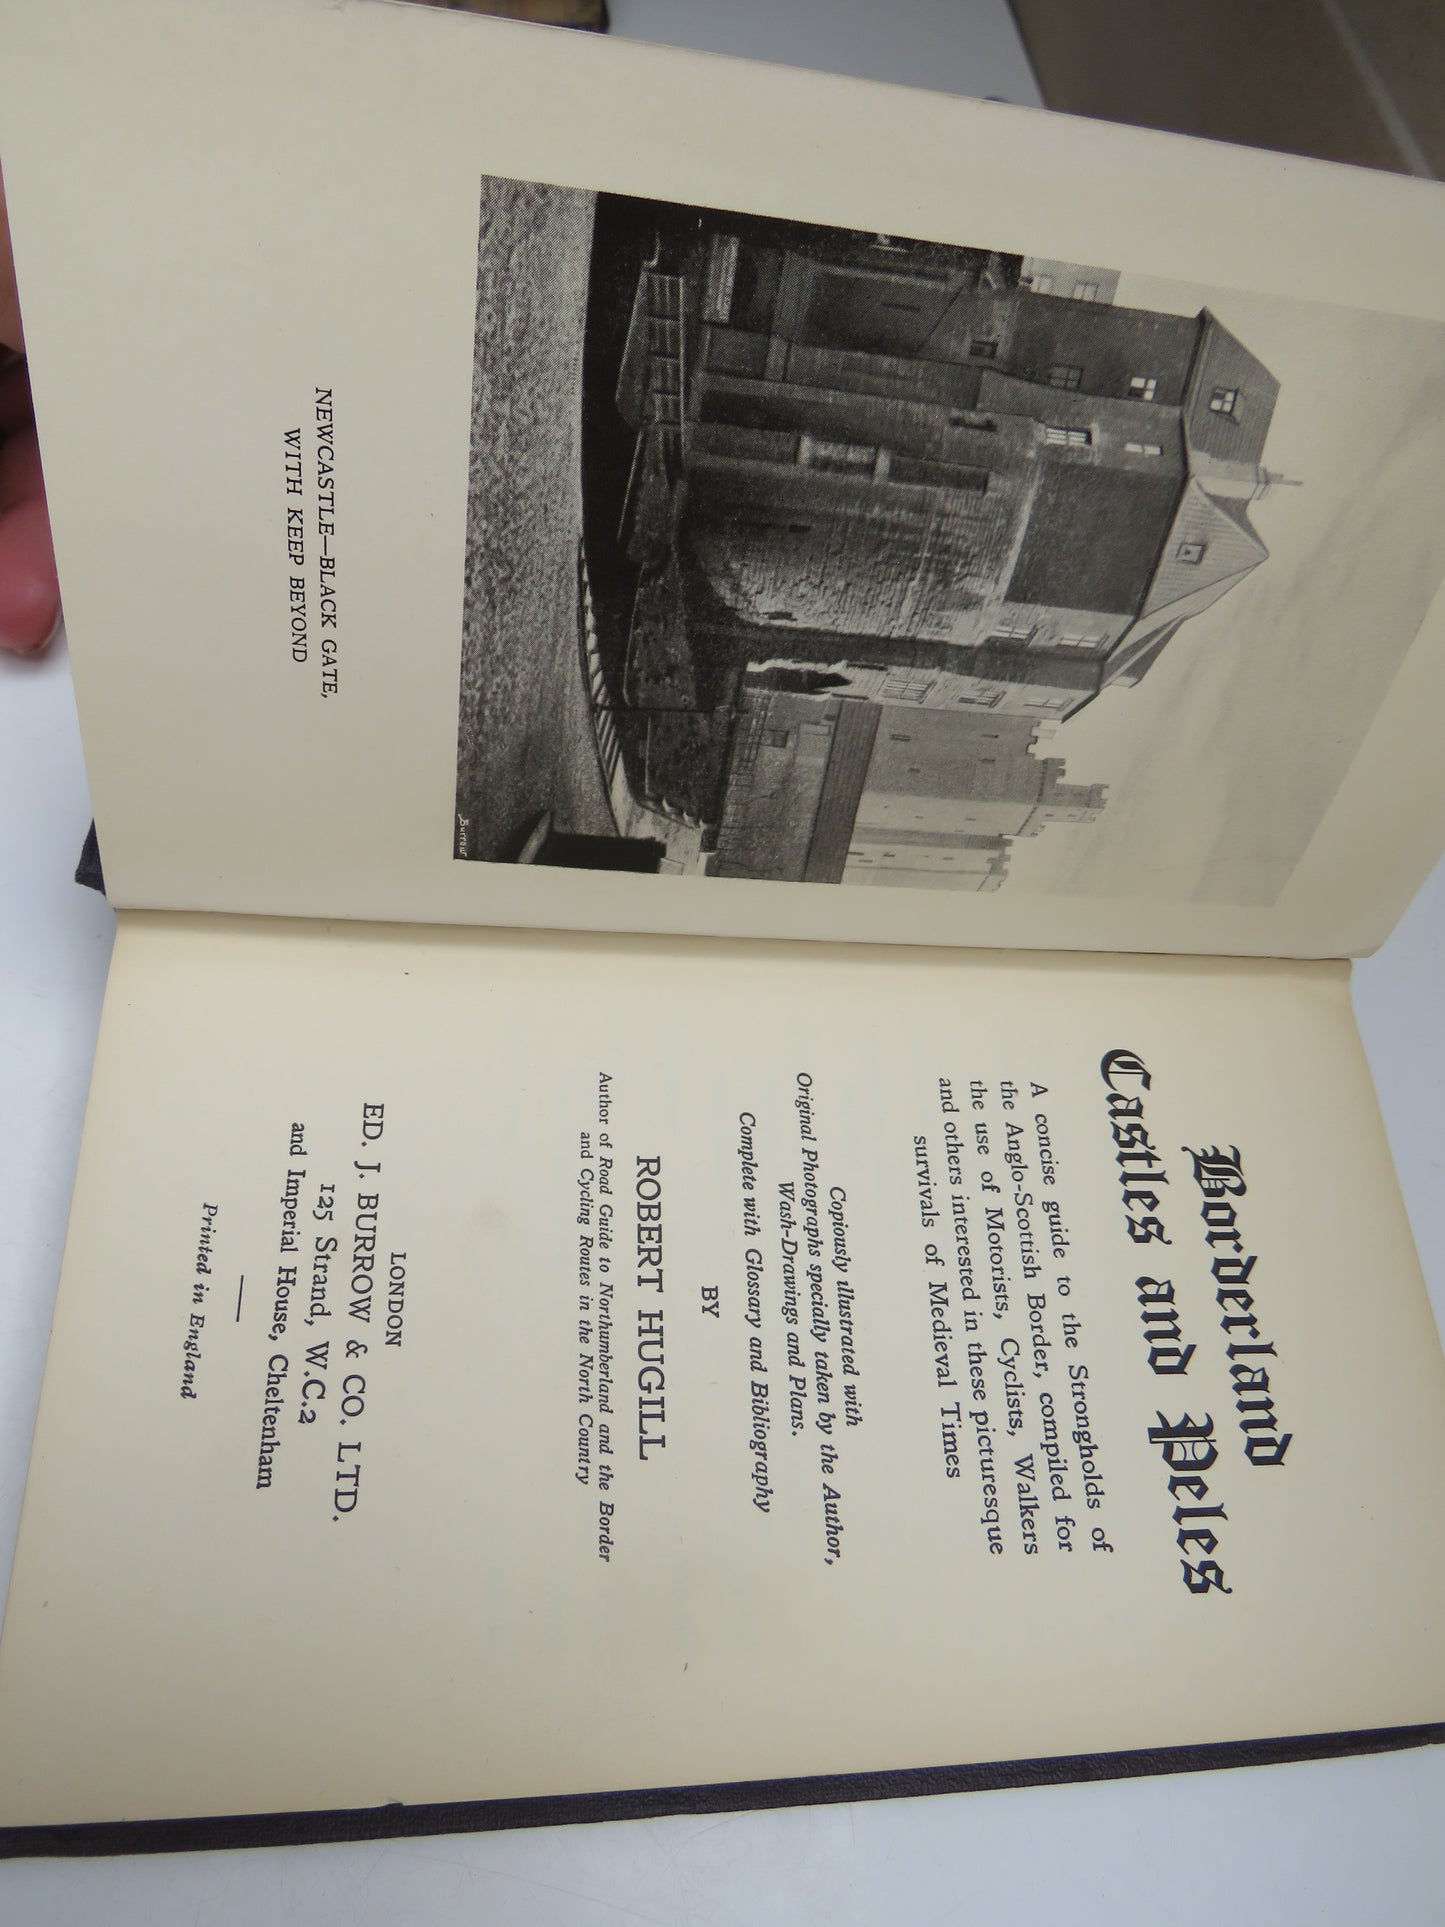 Burrow
NEWCASTLE—BLACK GATE,
WITH KEEP BEYOND
Borderland
Castles and Peles
A concise guide to the Strongholds of
the Anglo-Scottish Border, compiled for
the use of Motorists, Cyclists, Walkers
and others interested in these picturesque
survivals of Medieval Times
Copiously illustrated with
Original Photographs specially taken by the Author,
Wash-Drawings and Plans.
Complete with Glossary and Bibliography
BY
ROBERT HUGILL
Author of Road Guide to Northumberland and the Border
and Cycling Routes in the North Country
LONDON
ED. J. BURROW & CO. LTD.
125 Strand, W.C.2
and Imperial House, Cheltenham
Printed in England